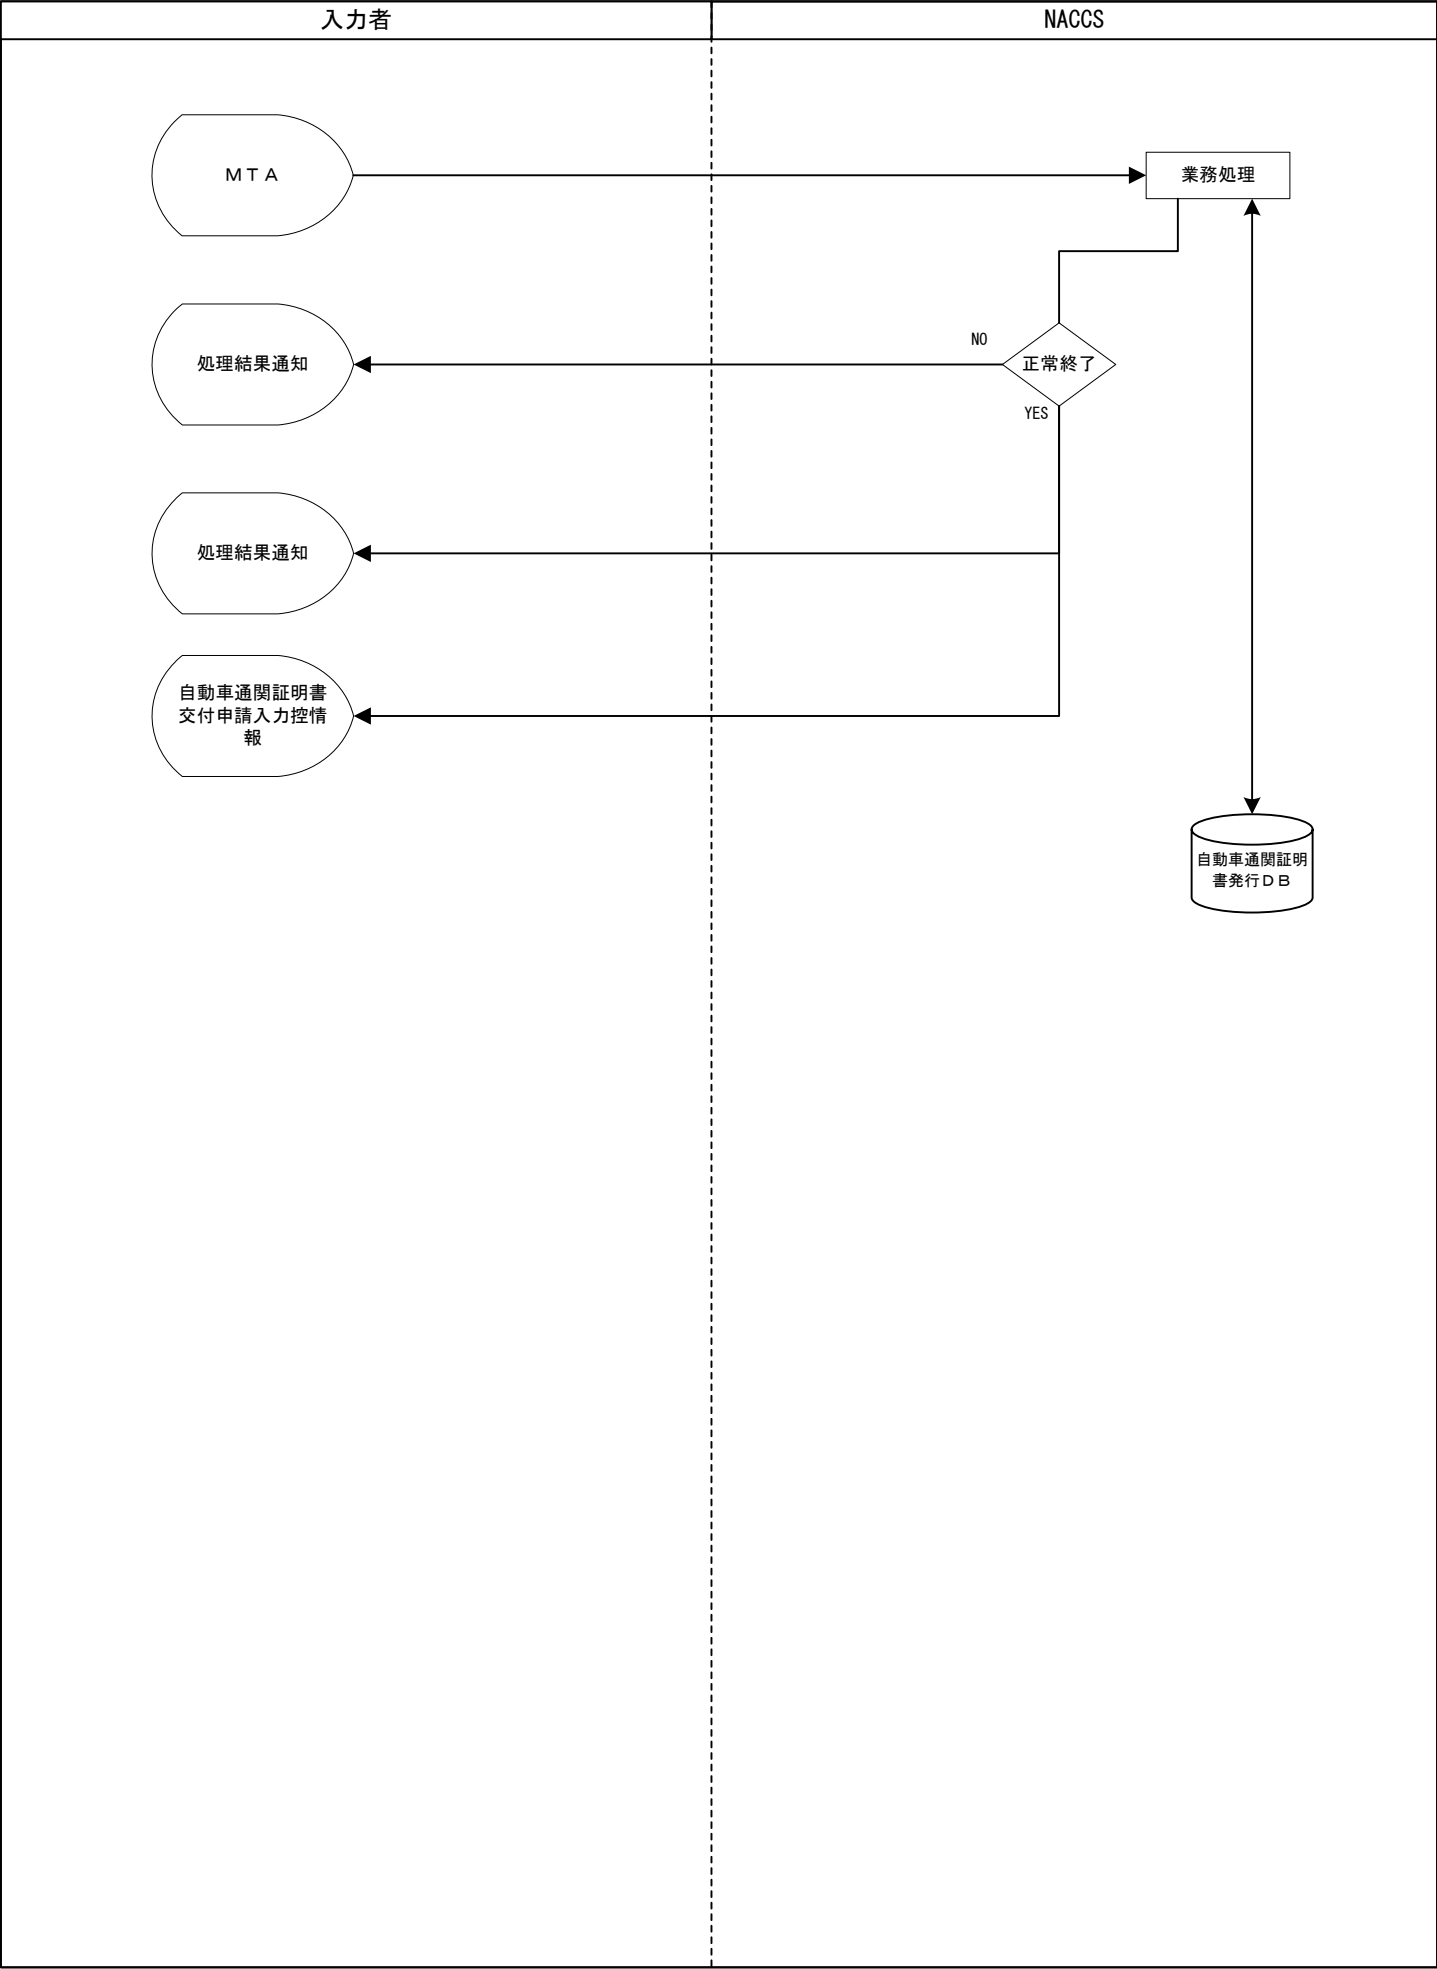 入力者
NACCS
ＭＴＡ
業務処理
NO
処理結果通知
正常終了
YES
処理結果通知
自動車通関証明書
交付申請入力控情
報
自動車通関証明
書発行ＤＢ